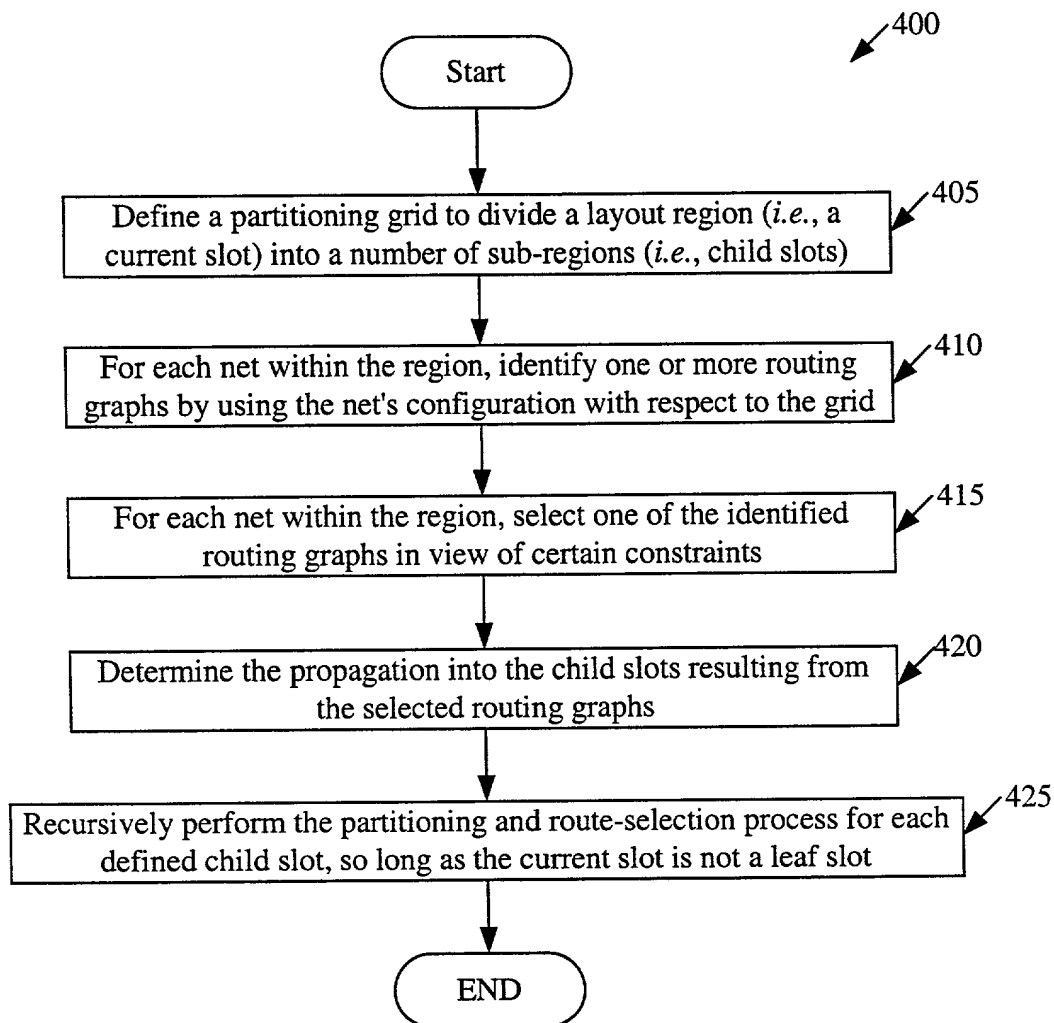 400
Start
405
Define a partitioning grid to divide a layout region (i.e., a
current slot) into a number of sub-regions (i.e., child slots)
410
For each net within the region, identify one or more routing
graphs by using the net's configuration with respect to the grid
415
For each net within the region, select one of the identified
routing graphs in view of certain constraints
420
Determine the propagation into the child slots resulting from
the selected routing graphs
425
Recursively perform the partitioning and route-selection process for each
defined child slot, so long as the current slot is not a leaf slot
END